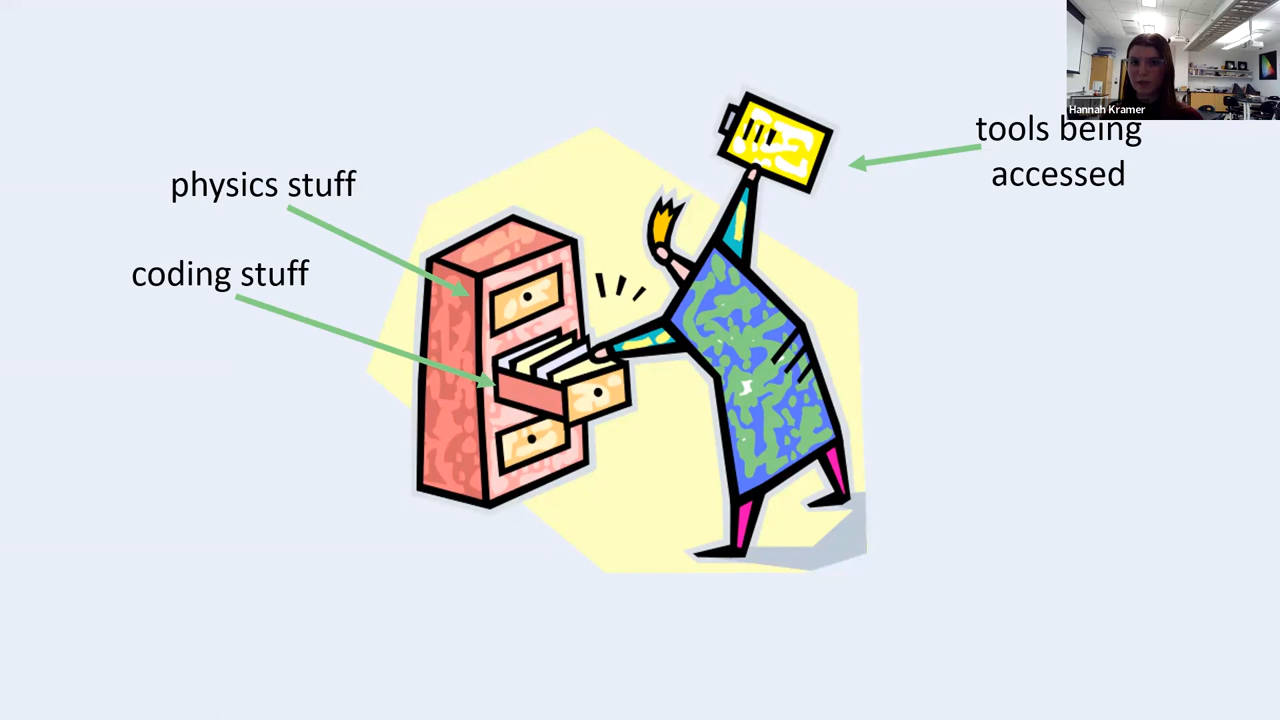 Hannah Kramer
tools being
accessed
physics stuff
coding stuff